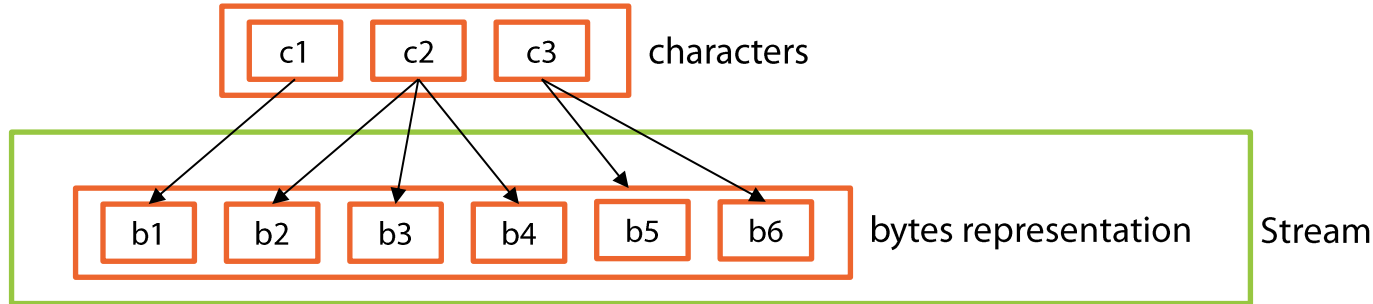 c1 c2 c3 characters
b1 b2 b3 b4 b5 b6 bytes representation Stream